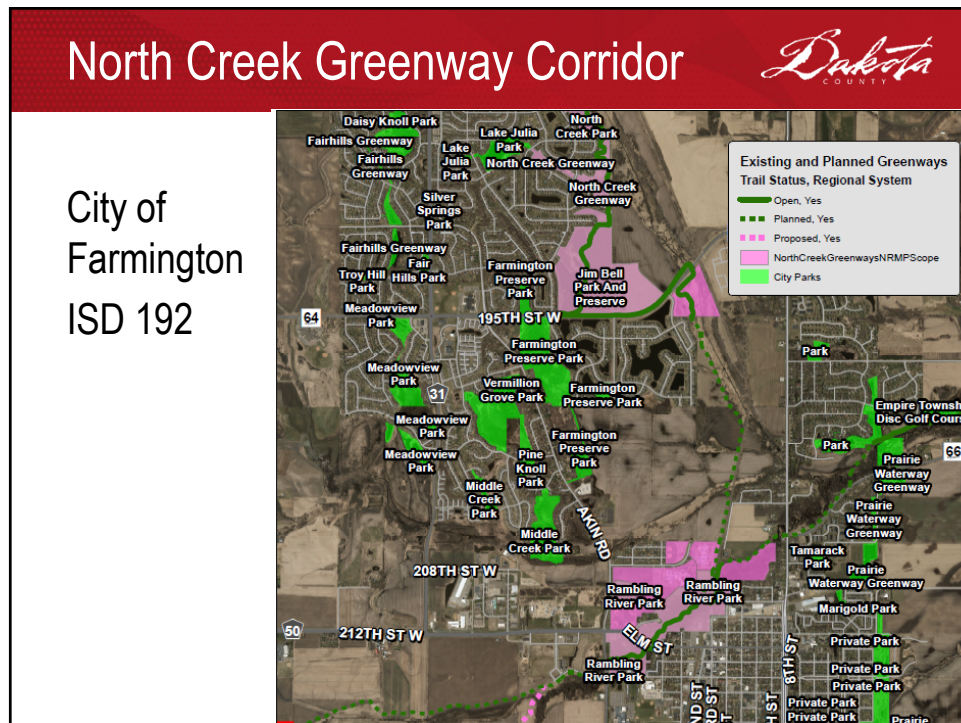 North Creek Greenway Corridor
Dakota
COUNTY
City of
Farmington
ISD 192
Existing and Planned Greenways
Trail Status, Regional System
Open, Yes
Planned, Yes
Proposed, Yes
NorthCreekGreenwaysNRMPScope
City Parks
Daisy Knoll Park
Fairhills Greenway
Fairhills
Greenway
Lake
Julia
Park
Lake Julia
Park
North
Creek Park
North Creek Greenway
North Creek
Greenway
Silver
Springs
Park
Fairhills Greenway
Fair
Hills Park
Troy Hill
Park
Farmington
Preserve
Park
Jim Bell
Park And
Preserve
64
Meadowview
Park
195TH ST W
Farmington
Preserve Park
Park
Meadowview
Park
31
Vermillion
Grove Park
Farmington
Preserve Park
Empire Townsh
Disc Golf Cours
Meadowview
Park
Meadowview
Park
Pine
Knoll
Park
Farmington
Preserve
Park
Park
66
Prairie
Waterway
Greenway
Middle
Creek
Park
AKIN RD
Prairie
Waterway
Greenway
Middle
Creek Park
Tamarack
Park
Prairie
Waterway Greenway
208TH ST W
Rambling
River Park
Rambling
River Park
Marigold Park
50
212TH ST W
ELM ST
8TH ST
Private Park
Rambling
River Park
Private Park
Private Park
Private Park
Private Park
Prairie
ND ST
RD ST
ST
H ST